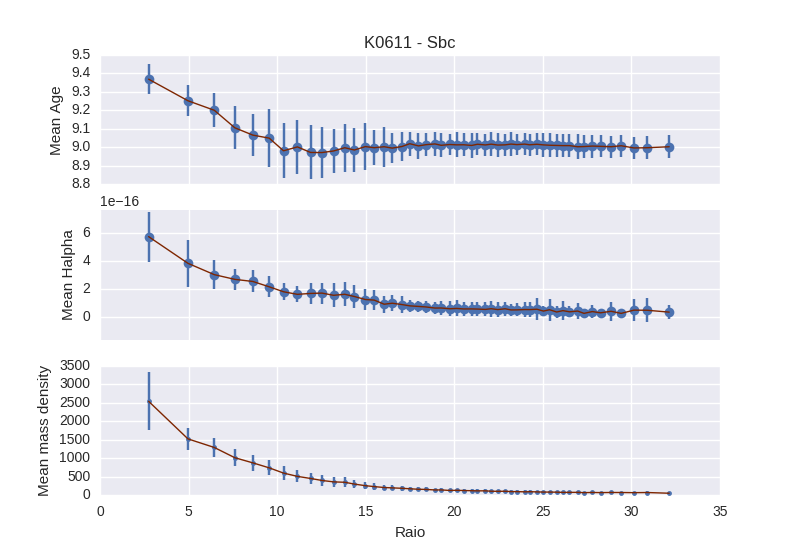 K0611 - Sbc
9.5
9.4
9.3
9.2
9.1
9.0
8.9
8.8
Mean Age
1e−16
6
4
2
0
Mean Halpha
3500
3000
2500
2000
1500
1000
500
0
Mean mass density
0 5 10 15 20 25 30 35
Raio